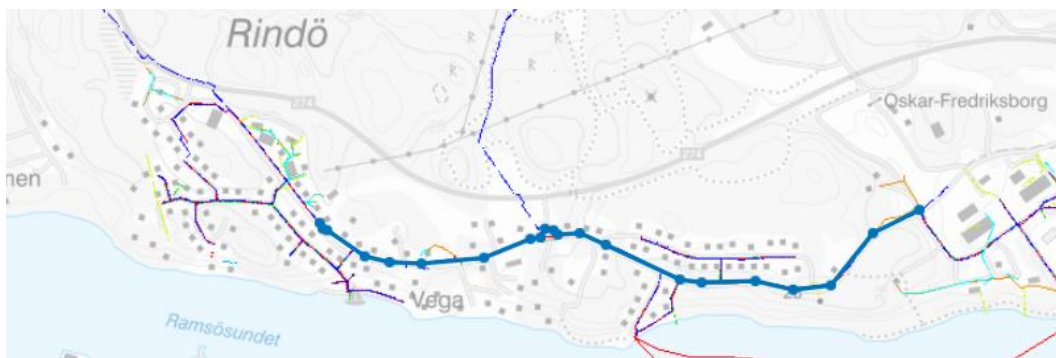 Rindö
274
Oskar-Fredriksborg
274
nen
Vega
Ramsösundet